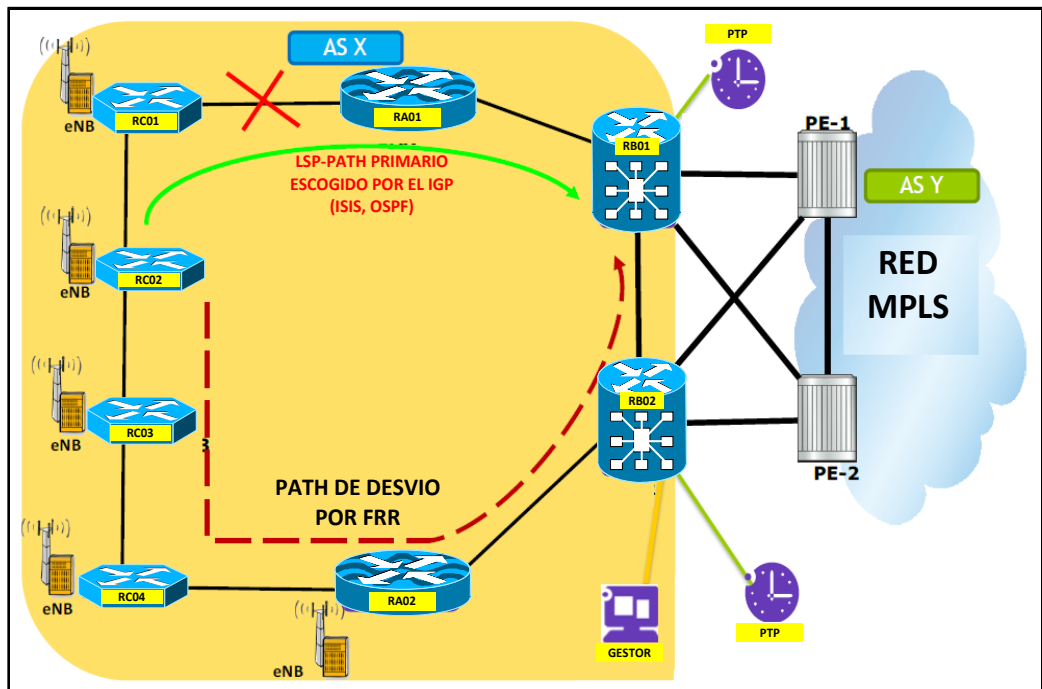 AS X
PTP
eNB
RC01
RA01
RB01
PE-1
LSP-PATH PRIMARIO
ESCOGIDO POR EL IGP
(ISIS, OSPF)
AS Y
eNB
RC02
RED
MPLS
eNB
RC03
RB02
PE-2
PATH DE DESVIO
POR FRR
eNB
RC04
RA02
eNB
GESTOR
PTP